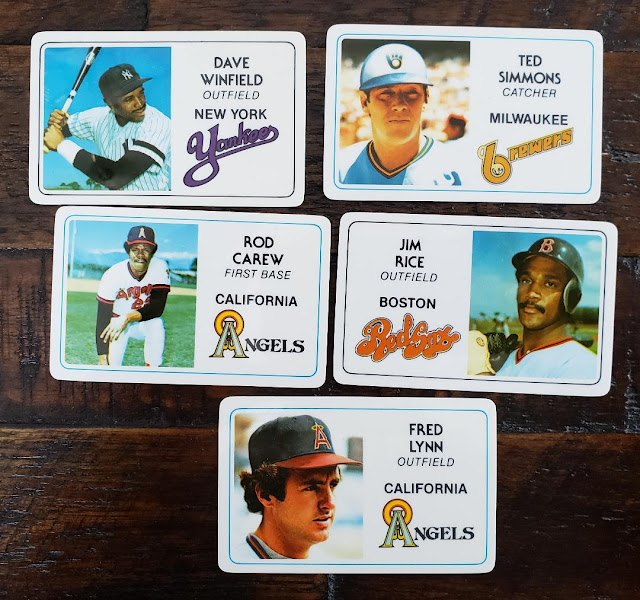 DAVE
WINFIELD
OUTFIELD
NEW YORK
Yankees
TED
SIMMONS
CATCHER
MILWAUKEE
Brewers
ROD
CAREW
FIRST BASE
CALIFORNIA
ANGELS
JIM
RICE
OUTFIELD
BOSTON
Red Sox
FRED
LYNN
OUTFIELD
CALIFORNIA
ANGELS